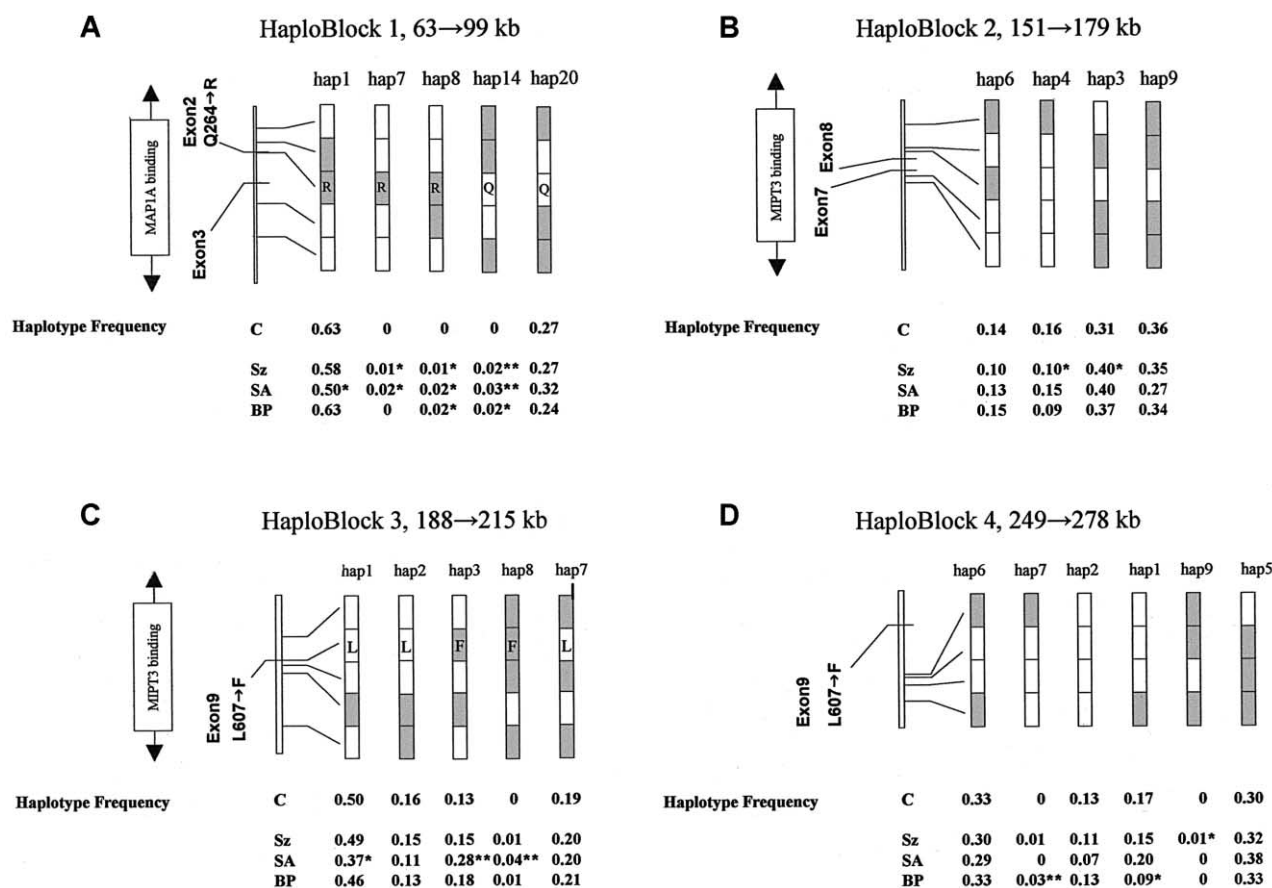 A
HaploBlock 1, 63→99 kb
MAP1A binding
Exon2
Q264→R
Exon3
hap1 hap7 hap8 hap14 hap20
R R R Q Q
Haplotype Frequency C 0.63 0 0 0 0.27
Sz 0.58 0.01* 0.01* 0.02** 0.27
SA 0.50* 0.02* 0.02* 0.03** 0.32
BP 0.63 0 0.02* 0.02* 0.24
B
HaploBlock 2, 151→179 kb
MIPT3 binding
Exon8
Exon7
hap6 hap4 hap3 hap9
C 0.14 0.16 0.31 0.36
Sz 0.10 0.10* 0.40* 0.35
SA 0.13 0.15 0.40 0.27
BP 0.15 0.09 0.37 0.34
C
HaploBlock 3, 188→215 kb
MIPT3 binding
Exon9
L607→F
hap1 hap2 hap3 hap8 hap7
L L F F L
Haplotype Frequency C 0.50 0.16 0.13 0 0.19
Sz 0.49 0.15 0.15 0.01 0.20
SA 0.37* 0.11 0.28** 0.04** 0.20
BP 0.46 0.13 0.18 0.01 0.21
D
HaploBlock 4, 249→278 kb
Exon9
L607→F
hap6 hap7 hap2 hap1 hap9 hap5
Haplotype Frequency C 0.33 0 0.13 0.17 0 0.30
Sz 0.30 0.01 0.11 0.15 0.01* 0.32
SA 0.29 0 0.07 0.20 0 0.38
BP 0.33 0.03** 0.13 0.09* 0 0.33